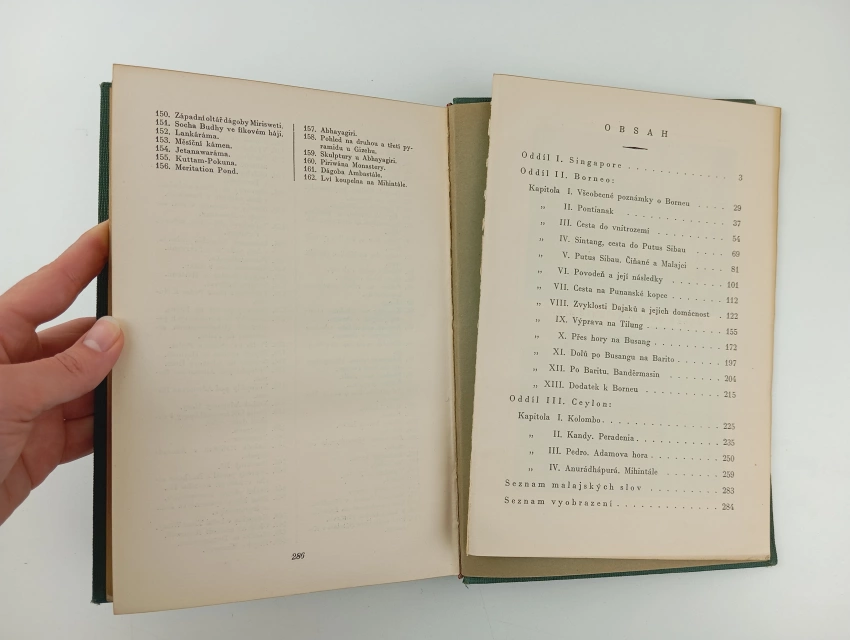 150. Západní oltář dágoby Mirisweti.
151. Socha Budhy ve fíkovém háji.
152. Lankáráma.
153. Měsíční kámen.
154. Jetanawaráma.
155. Kuttam-Pokuna.
156. Meritation Pond.
157. Abhayagiri.
158. Pohled na druhou a třetí py-
ramidu u Gizehu.
159. Skulptury u Abhayagiri.
160. Piriwána Monastery.
161. Dágoba Ambastále.
162. Lví koupelna na Mihintále.
286
OBSAH
Oddíl I. Singapore . . . . . . . . . . . . 3
Oddíl II. Borneo:
Kapitola I. Všeobecné poznámky o Borneu . . . . 29
„ II. Pontianak . . . . . . . . . . . 37
„ III. Cesta do vnitrozemí . . . . . . . . 54
„ IV. Sintang, cesta do Putus Sibau . . . . 69
„ V. Putus Sibau. Číňané a Malajci . . . . 81
„ VI. Povodeň a její následky . . . . . . . 101
„ VII. Cesta na Punanské kopce . . . . . . 112
„ VIII. Zvyklosti Dajaků a jejich domácnost . 122
„ IX. Výprava na Tilung . . . . . . . . . 155
„ X. Přes hory na Busang . . . . . . . . 172
„ XI. Dolů po Busangu na Barito . . . . . 197
„ XII. Po Baritu. Banděrmasin . . . . . . 204
„ XIII. Dodatek k Borneu . . . . . . . . 215
Oddíl III. Ceylon:
Kapitola I. Kolombo . . . . . . . . . . . . 225
„ II. Kandy. Peradenia . . . . . . . . . 235
„ III. Pedro. Adamova hora . . . . . . . 250
„ IV. Anurádhápurá. Mihintále . . . . . . 259
Seznam malajských slov . . . . . . . . 283
Seznam vyobrazení . . . . . . . . . . . 284